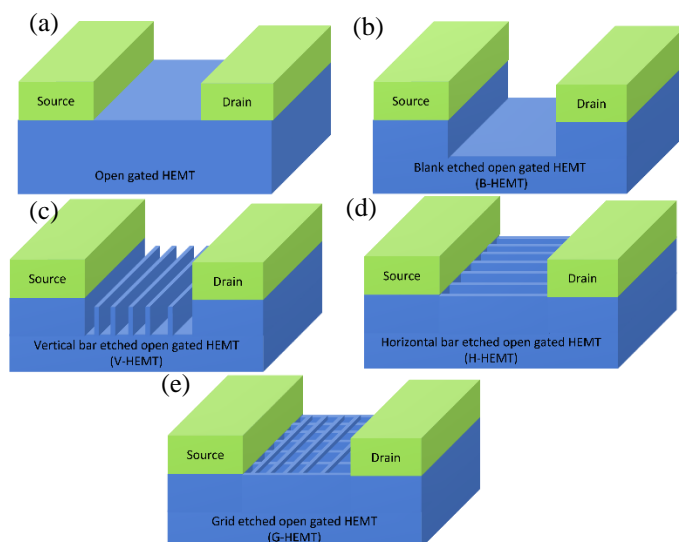 (a)
Source
Drain
Open gated HEMT
(b)
Source
Drain
Blank etched open gated HEMT
(B-HEMT)
(c)
Source
Drain
Vertical bar etched open gated HEMT
(V-HEMT)
(d)
Source
Drain
Horizontal bar etched open gated HEMT
(H-HEMT)
(e)
Source
Drain
Grid etched open gated HEMT
(G-HEMT)